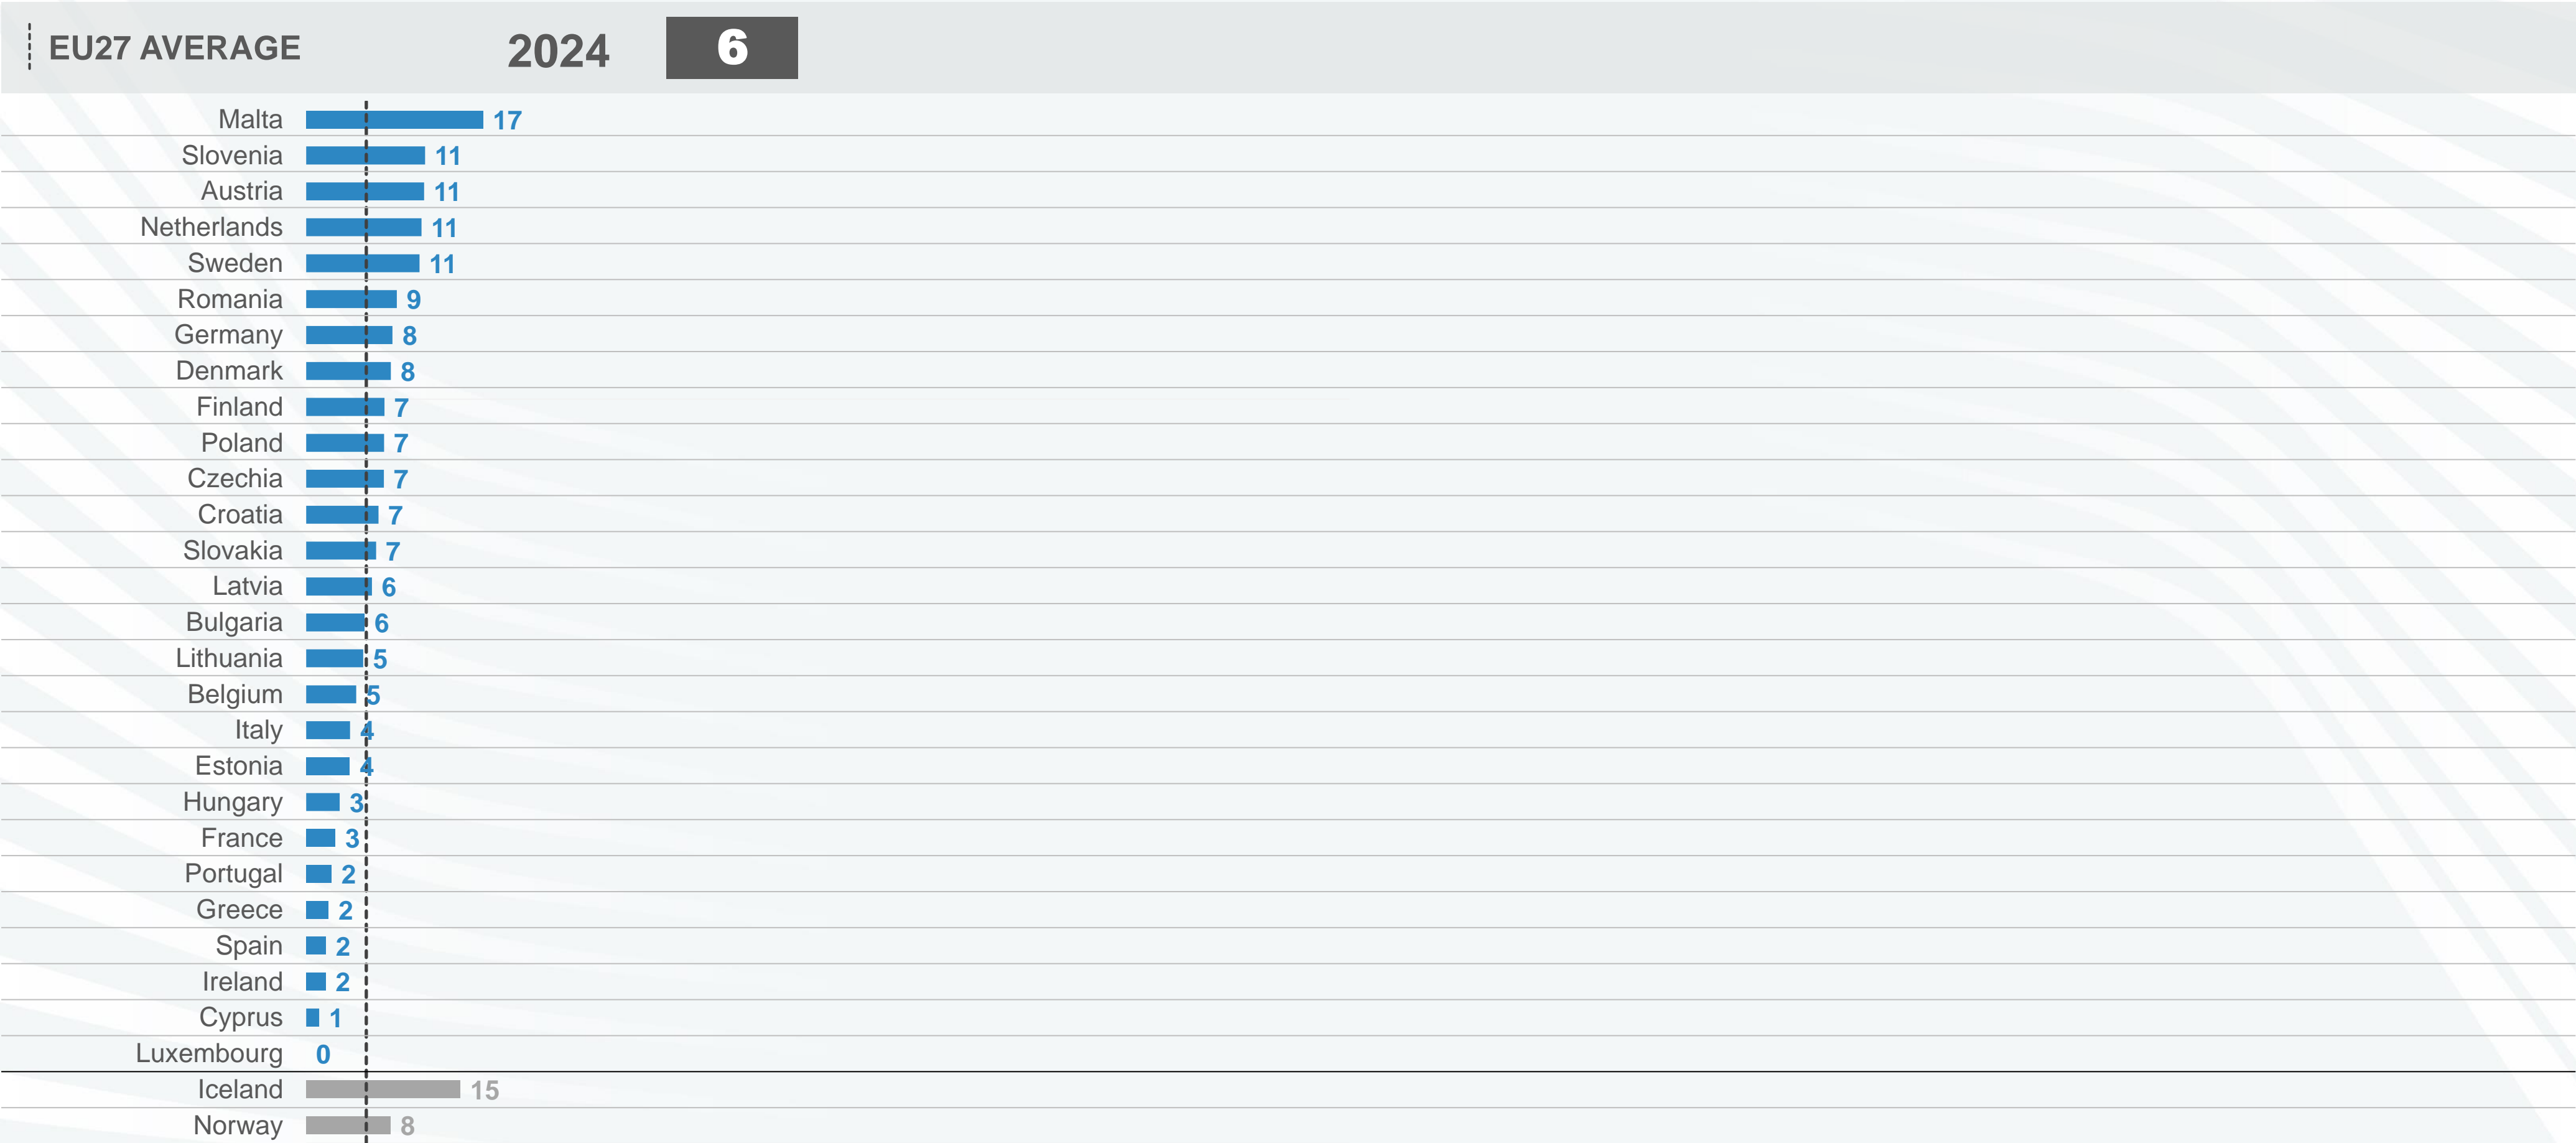 EU27 AVERAGE 2024 6
Malta 17
Slovenia 11
Austria 11
Netherlands 11
Sweden 11
Romania 9
Germany 8
Denmark 8
Finland 7
Poland 7
Czechia 7
Croatia 7
Slovakia 7
Latvia 6
Bulgaria 6
Lithuania 5
Belgium 5
Italy 4
Estonia 4
Hungary 3
France 3
Portugal 2
Greece 2
Spain 2
Ireland 2
Cyprus 1
Luxembourg 0
Iceland 15
Norway 8